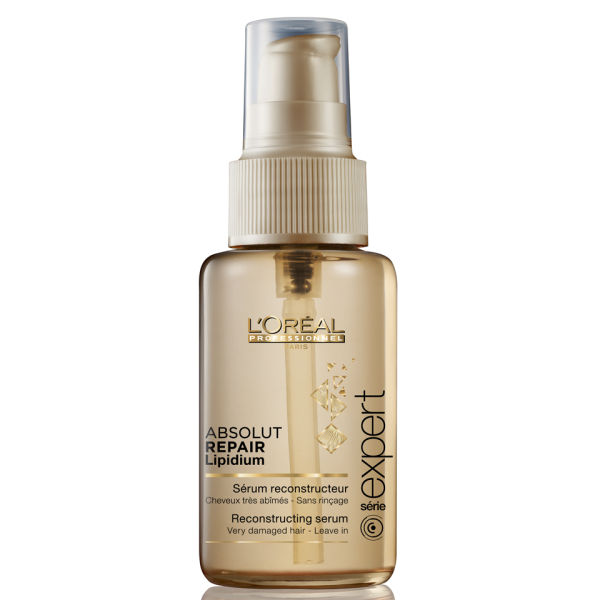 L'ORÉAL
PROFESSIONNEL
PARIS
ABSOLUT
REPAIR
Lipidium
Sérum reconstructeur
Cheveux très abîmés - Sans rinçage
Reconstructing serum
Very damaged hair - Leave in
série expert